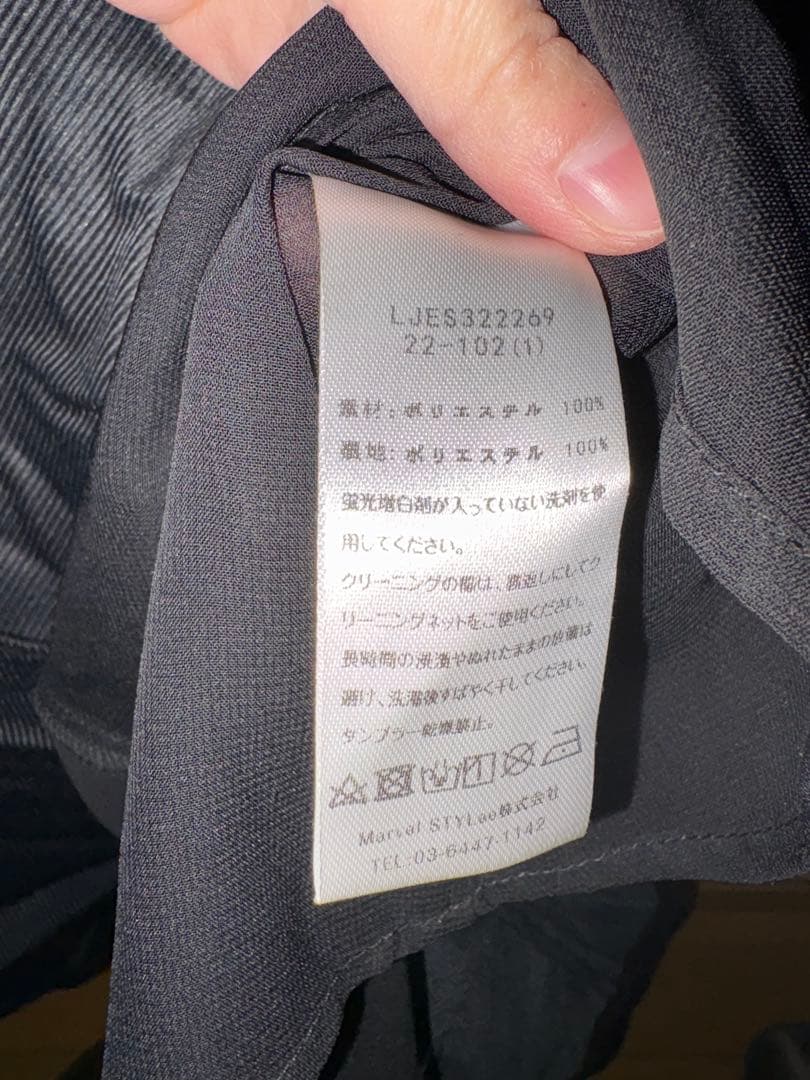 LJES322269
22-102(1)
素材: ポリエステル 100%
裏地: ポリエステル 100%
蛍光増白剤が入っていない洗剤を使
用してください。
クリーニングの際は、裏返しにしてク
リーニングネットをご使用ください。
長時間の浸漬やぬれたままの放置は
避け、洗濯後すばやく干してください。
タンブラー乾燥禁止。
Marvel STYLee株式会社
TEL:03-6447-1142